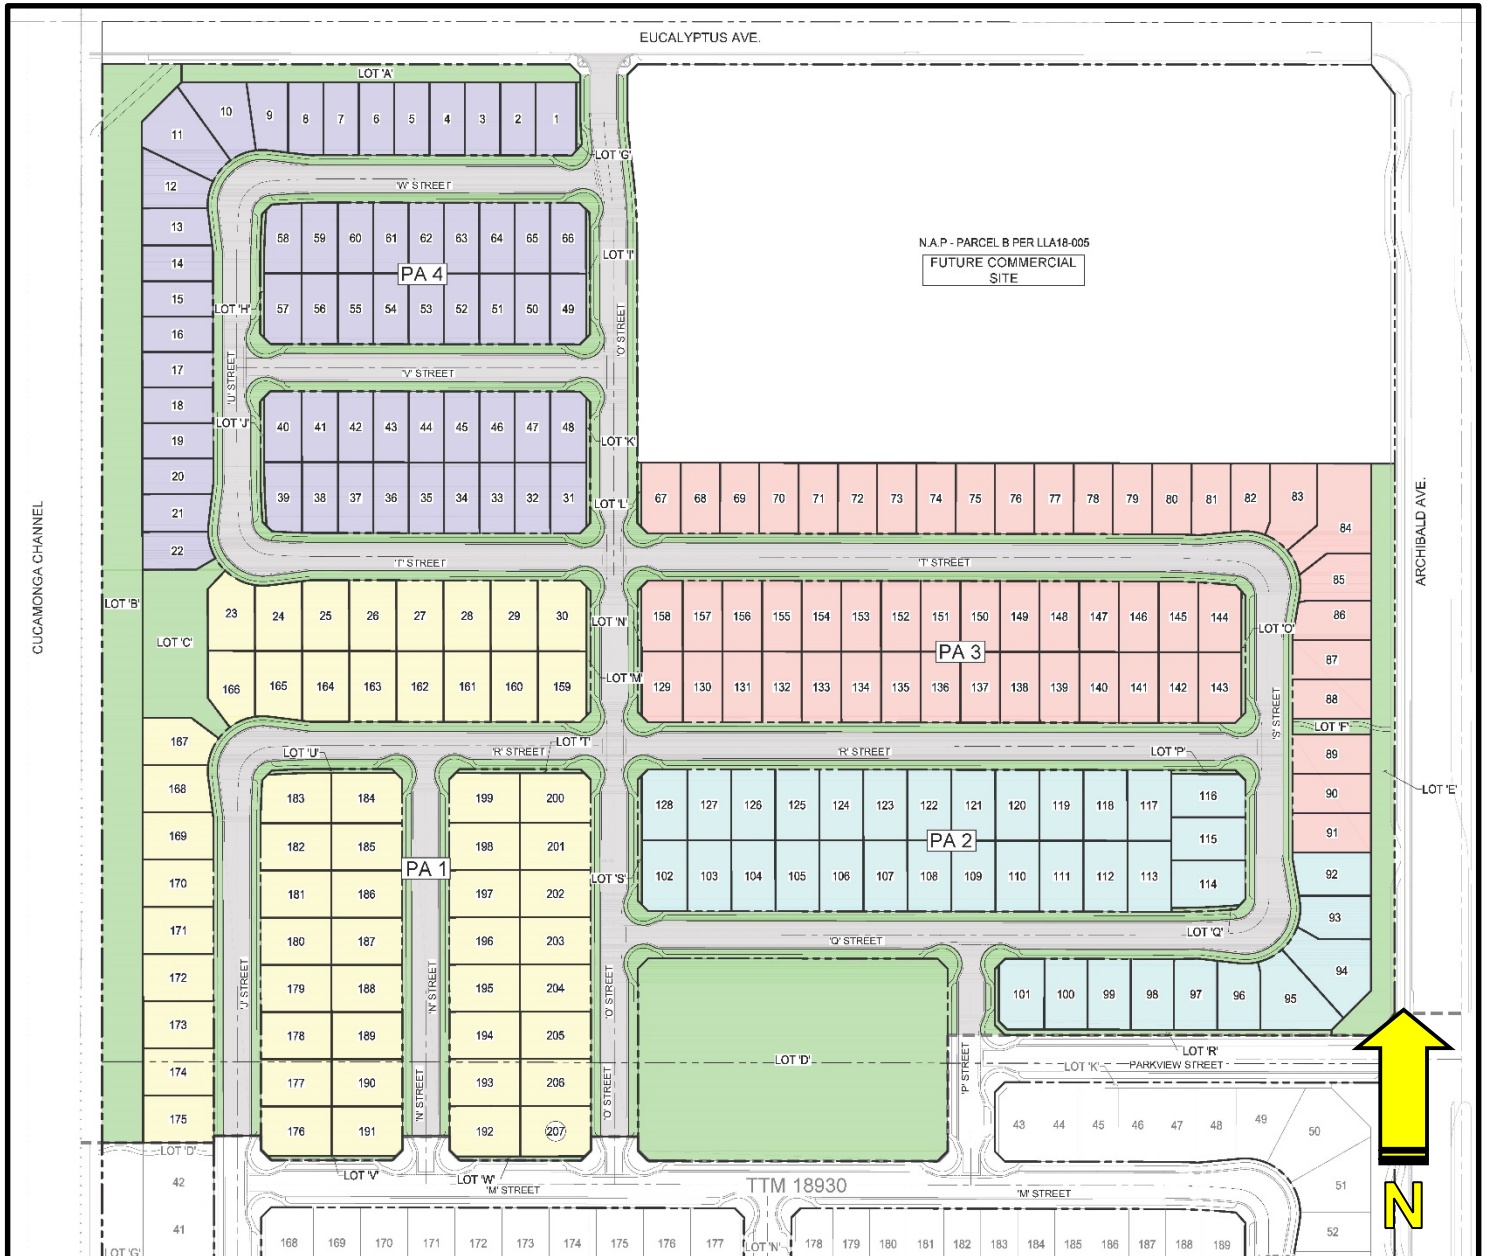 EUCALYPTUS AVE.
LOT 'A'
11 10 9 8 7 6 5 4 3 2 1
LOT 'G'
12
'W' STREET
13
14
15
16
17
18
19
20
21
22
58 59 60 61 62 63 64 65 66
PA 4
57 56 55 54 53 52 51 50 49
LOT 'H'
LOT 'I'
'O' STREET
'U' STREET
'V' STREET
N.A.P - PARCEL B PER LLA18-005
FUTURE COMMERCIAL
SITE
LOT 'J'
40 41 42 43 44 45 46 47 48
LOT 'K'
39 38 37 36 35 34 33 32 31
LOT 'L'
67 68 69 70 71 72 73 74 75 76 77 78 79 80 81 82 83
84
85
86
87
88
LOT 'F'
89
90
91
92
93
94
CUCAMONGA CHANNEL
ARCHIBALD AVE.
'T' STREET
'T' STREET
LOT 'B'
LOT 'C'
23 24 25 26 27 28 29 30
166 165 164 163 162 161 160 159
LOT 'N'
LOT 'M'
158 157 156 155 154 153 152 151 150 149 148 147 146 145 144
LOT 'O'
PA 3
129 130 131 132 133 134 135 136 137 138 139 140 141 142 143
'S' STREET
167
168
169
170
171
172
173
174
175
LOT 'U'
'R' STREET
LOT 'T'
'R' STREET
LOT 'P'
LOT 'E'
183 184
182 185
181 186
180 187
179 188
178 189
177 190
176 191
PA 1
199 200
198 201
197 202
196 203
195 204
194 205
193 206
192 207
'J' STREET
'N' STREET
'N' STREET
'O' STREET
'O' STREET
128 127 126 125 124 123 122 121 120 119 118 117 116
PA 2
115
102 103 104 105 106 107 108 109 110 111 112 113 114
LOT 'S'
LOT 'Q'
'Q' STREET
101 100 99 98 97 96 95
LOT 'D'
'P' STREET
LOT 'R'
LOT 'K'
PARKVIEW STREET
43 44 45 46 47 48 49 50
51
52
LOT 'D'
LOT 'V'
LOT 'W'
'M' STREET
TTM 18930
'M' STREET
42
41
LOT 'G'
168 169 170 171 172 173 174 175 176 177
LOT 'N'
178 179 180 181 182 183 184 185 186 187 188 189
N